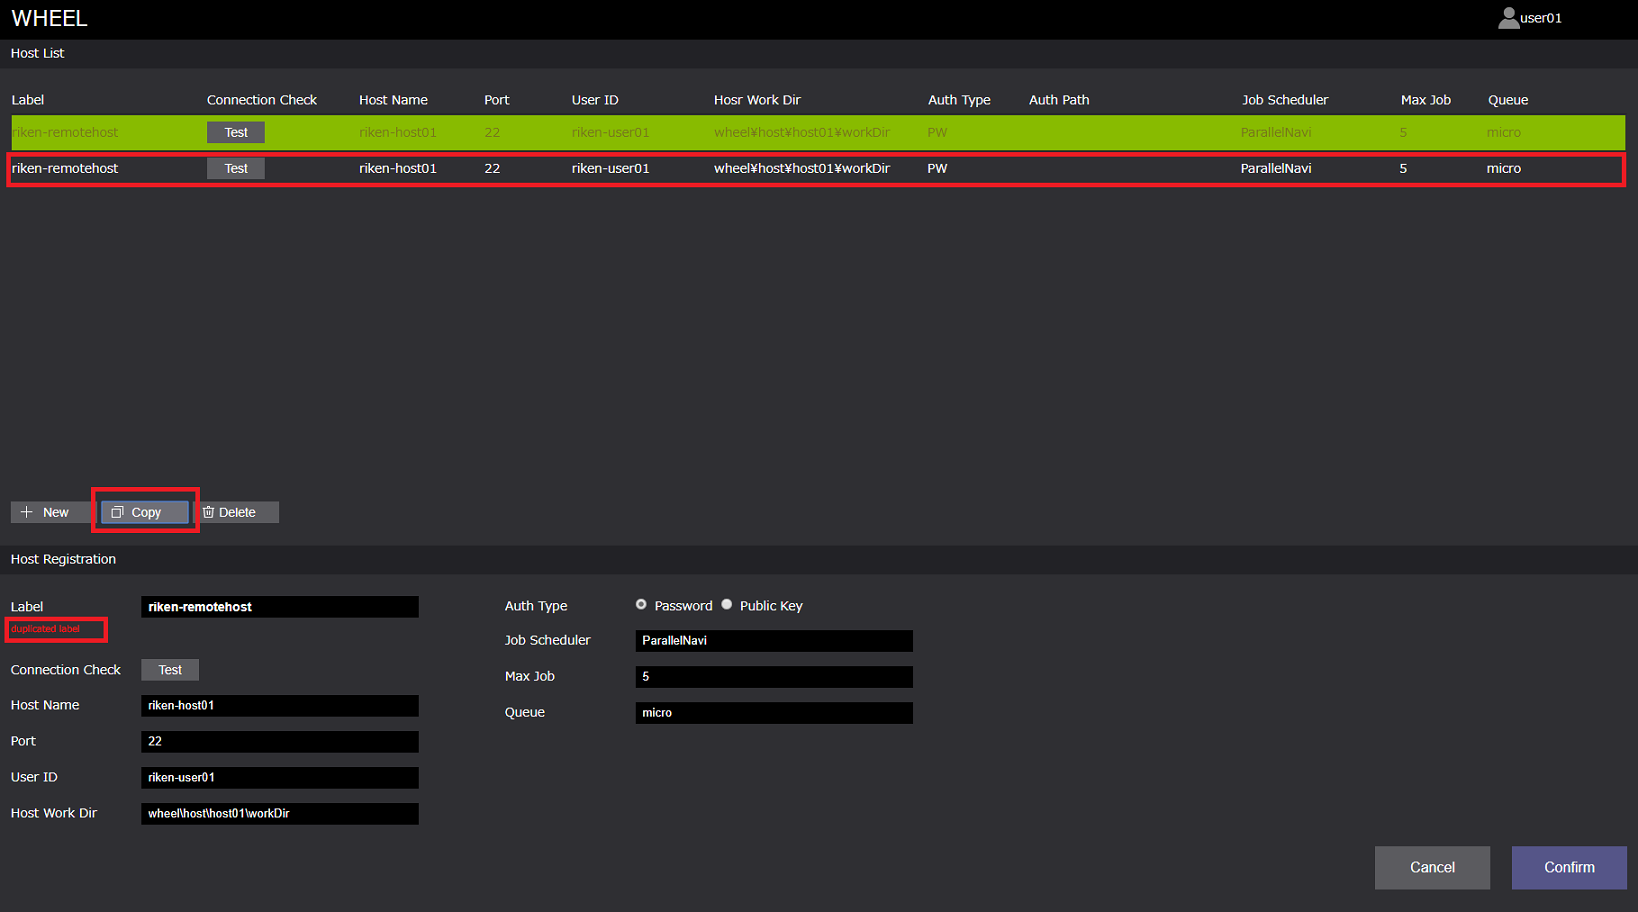 WHEEL
user01
Host List
Label Connection Check Host Name Port User ID Hosr Work Dir Auth Type Auth Path Job Scheduler Max Job Queue
riken-remotehost Test riken-host01 22 riken-user01 wheel¥host¥host01¥workDir PW ParallelNavi 5 micro
riken-remotehost Test riken-host01 22 riken-user01 wheel¥host¥host01¥workDir PW ParallelNavi 5 micro
New Copy Delete
Host Registration
Label riken-remotehost
duplicated label
Connection Check Test
Host Name riken-host01
Port 22
User ID riken-user01
Host Work Dir wheel\host\host01\workDir
Auth Type Password Public Key
Job Scheduler ParallelNavi
Max Job 5
Queue micro
Cancel Confirm